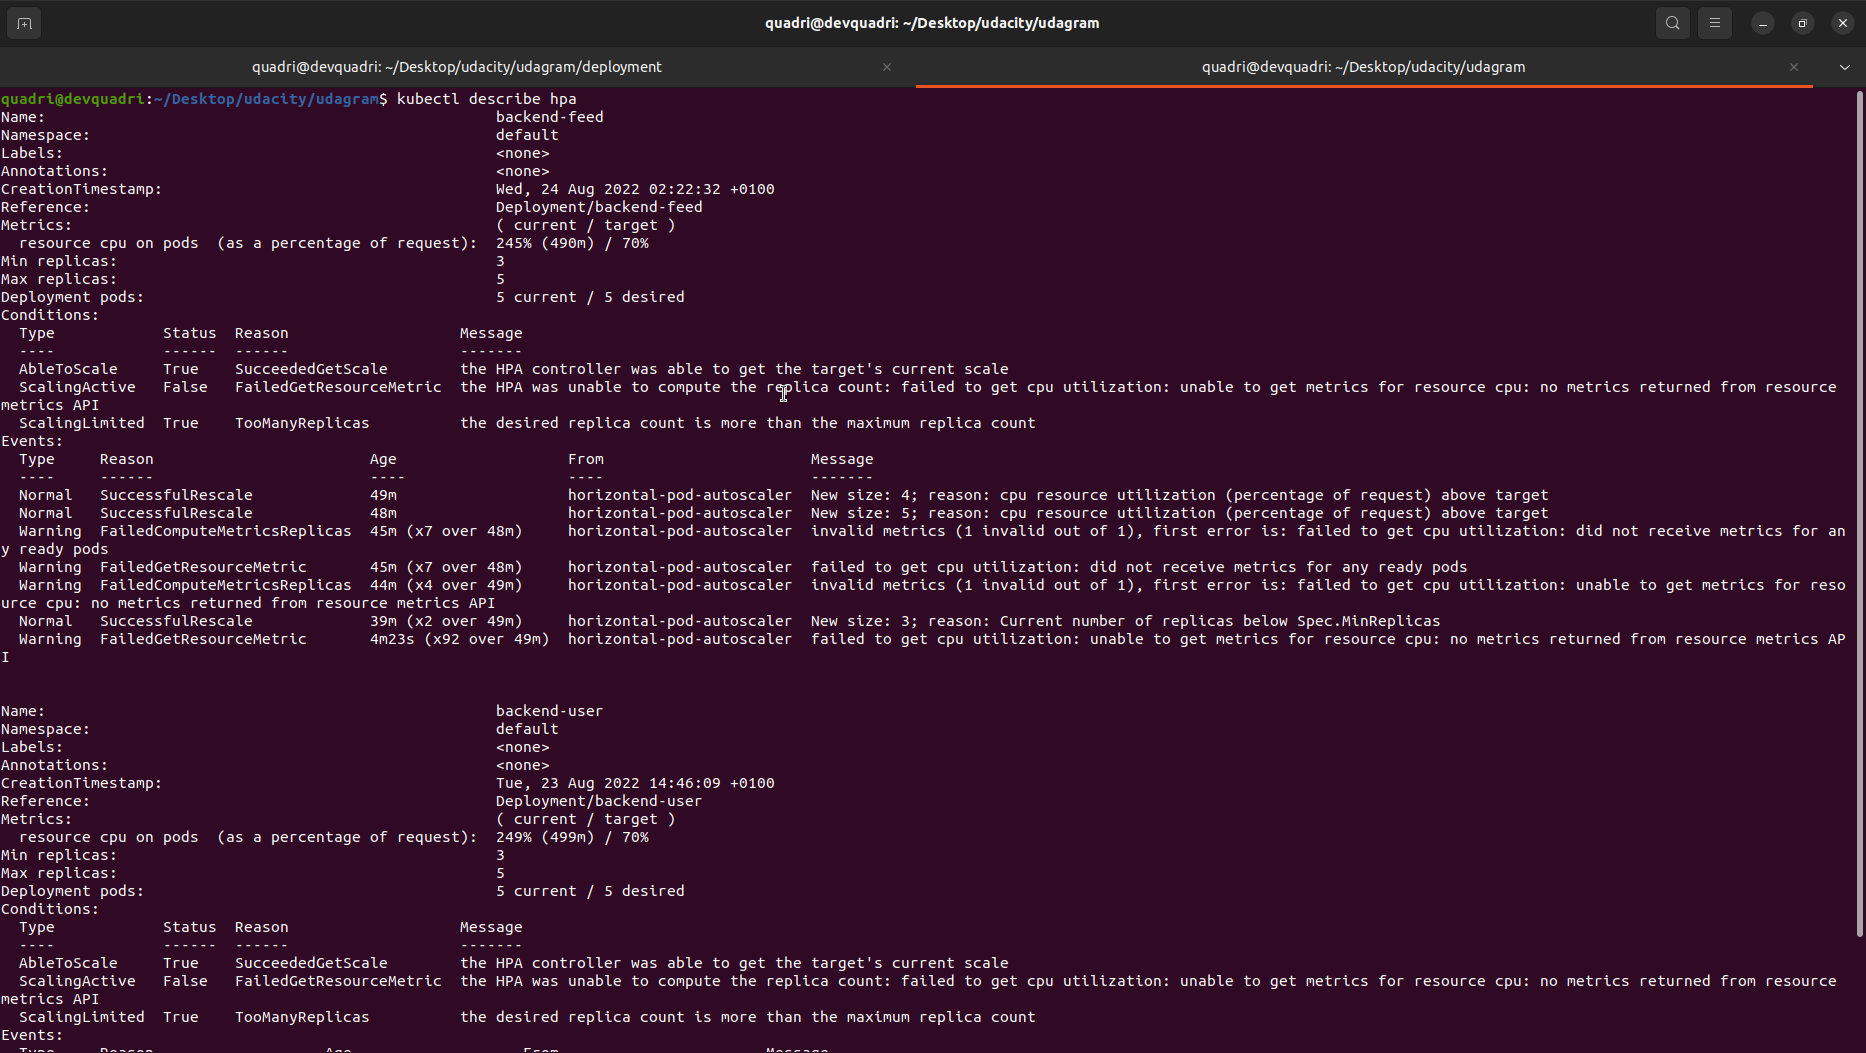 quadri@devquadri: ~/Desktop/udacity/udagram
quadri@devquadri: ~/Desktop/udacity/udagram/deployment
quadri@devquadri: ~/Desktop/udacity/udagram
quadri@devquadri:~/Desktop/udacity/udagram$ kubectl describe hpa
Name: backend-feed
Namespace: default
Labels: <none>
Annotations: <none>
CreationTimestamp: Wed, 24 Aug 2022 02:22:32 +0100
Reference: Deployment/backend-feed
Metrics: ( current / target )
resource cpu on pods (as a percentage of request): 245% (490m) / 70%
Min replicas: 3
Max replicas: 5
Deployment pods: 5 current / 5 desired
Conditions:
Type Status Reason Message
---- ------ ------ -------
AbleToScale True SucceededGetScale the HPA controller was able to get the target's current scale
ScalingActive False FailedGetResourceMetric the HPA was unable to compute the replica count: failed to get cpu utilization: unable to get metrics for resource cpu: no metrics returned from resource
metrics API
ScalingLimited True TooManyReplicas the desired replica count is more than the maximum replica count
Events:
Type Reason Age From Message
---- ------ ---- ---- -------
Normal SuccessfulRescale 49m horizontal-pod-autoscaler New size: 4; reason: cpu resource utilization (percentage of request) above target
Normal SuccessfulRescale 48m horizontal-pod-autoscaler New size: 5; reason: cpu resource utilization (percentage of request) above target
Warning FailedComputeMetricsReplicas 45m (x7 over 48m) horizontal-pod-autoscaler invalid metrics (1 invalid out of 1), first error is: failed to get cpu utilization: did not receive metrics for an
y ready pods
Warning FailedGetResourceMetric 45m (x7 over 48m) horizontal-pod-autoscaler failed to get cpu utilization: did not receive metrics for any ready pods
Warning FailedComputeMetricsReplicas 44m (x4 over 49m) horizontal-pod-autoscaler invalid metrics (1 invalid out of 1), first error is: failed to get cpu utilization: unable to get metrics for reso
urce cpu: no metrics returned from resource metrics API
Normal SuccessfulRescale 39m (x2 over 49m) horizontal-pod-autoscaler New size: 3; reason: Current number of replicas below Spec.MinReplicas
Warning FailedGetResourceMetric 4m23s (x92 over 49m) horizontal-pod-autoscaler failed to get cpu utilization: unable to get metrics for resource cpu: no metrics returned from resource metrics AP
I
Name: backend-user
Namespace: default
Labels: <none>
Annotations: <none>
CreationTimestamp: Tue, 23 Aug 2022 14:46:09 +0100
Reference: Deployment/backend-user
Metrics: ( current / target )
resource cpu on pods (as a percentage of request): 249% (499m) / 70%
Min replicas: 3
Max replicas: 5
Deployment pods: 5 current / 5 desired
Conditions:
Type Status Reason Message
---- ------ ------ -------
AbleToScale True SucceededGetScale the HPA controller was able to get the target's current scale
ScalingActive False FailedGetResourceMetric the HPA was unable to compute the replica count: failed to get cpu utilization: unable to get metrics for resource cpu: no metrics returned from resource
metrics API
ScalingLimited True TooManyReplicas the desired replica count is more than the maximum replica count
Events:
Type Reason Age From Message